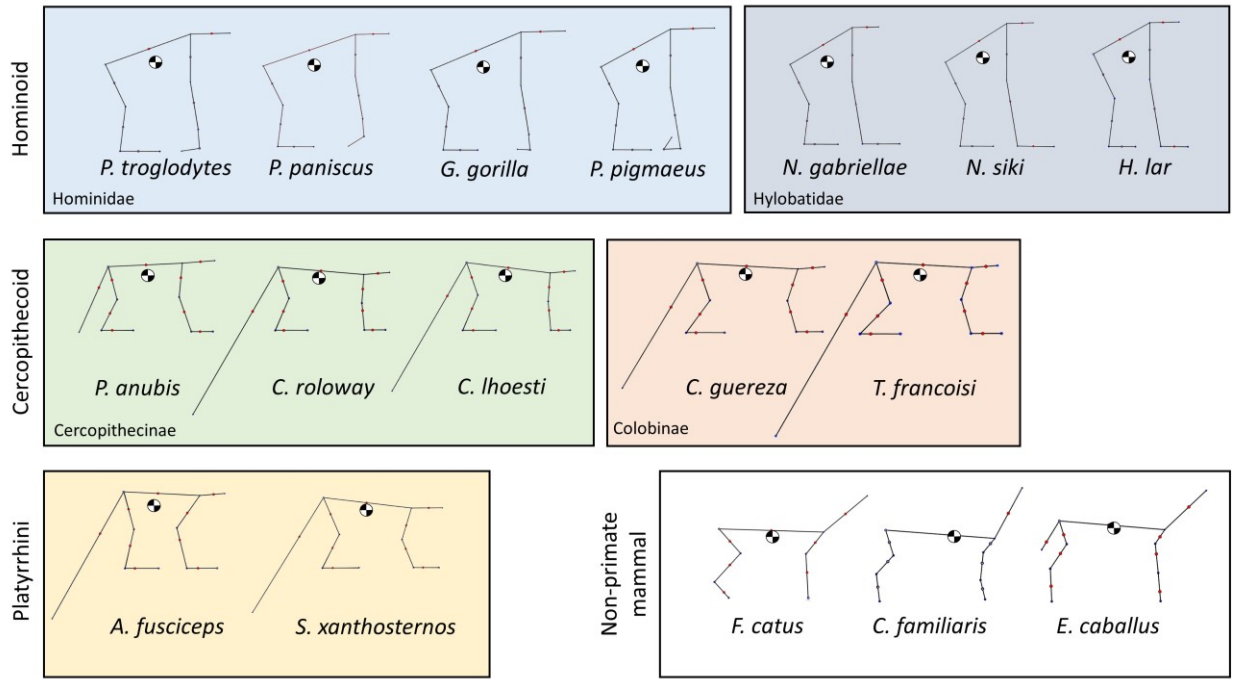 Hominoid
P. troglodytes
P. paniscus
G. gorilla
P. pigmaeus
Hominidae
N. gabriellae
N. siki
H. lar
Hylobatidae
Cercopithecoid
P. anubis
C. roloway
C. lhoesti
Cercopithecinae
C. guereza
T. francoisi
Colobinae
Platyrrhini
A. fusciceps
S. xanthosternos
Non-primate
mammal
F. catus
C. familiaris
E. caballus